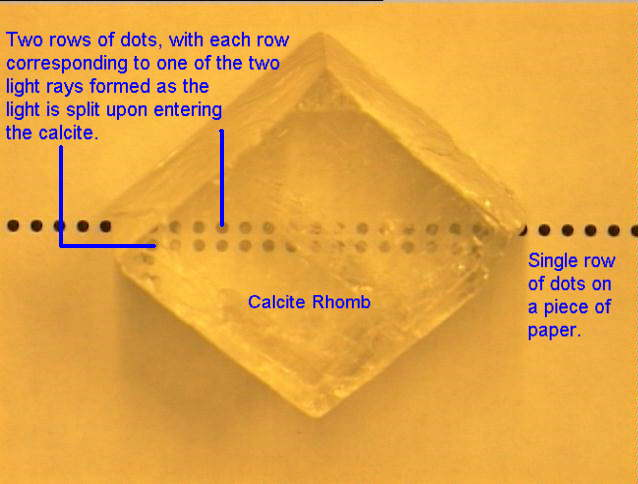 Two rows of dots, with each row
corresponding to one of the two
light rays formed as the
light is split upon entering
the calcite.
Single row
of dots on
a piece of
paper.
Calcite Rhomb